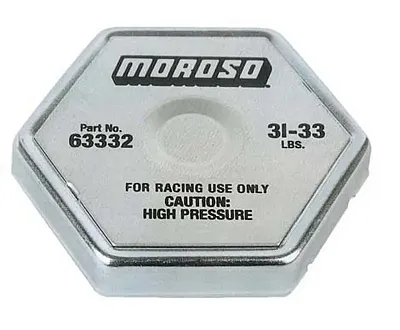 MOROSO
Part No.
63332
31-33
LBS.
FOR RACING USE ONLY
CAUTION:
HIGH PRESSURE